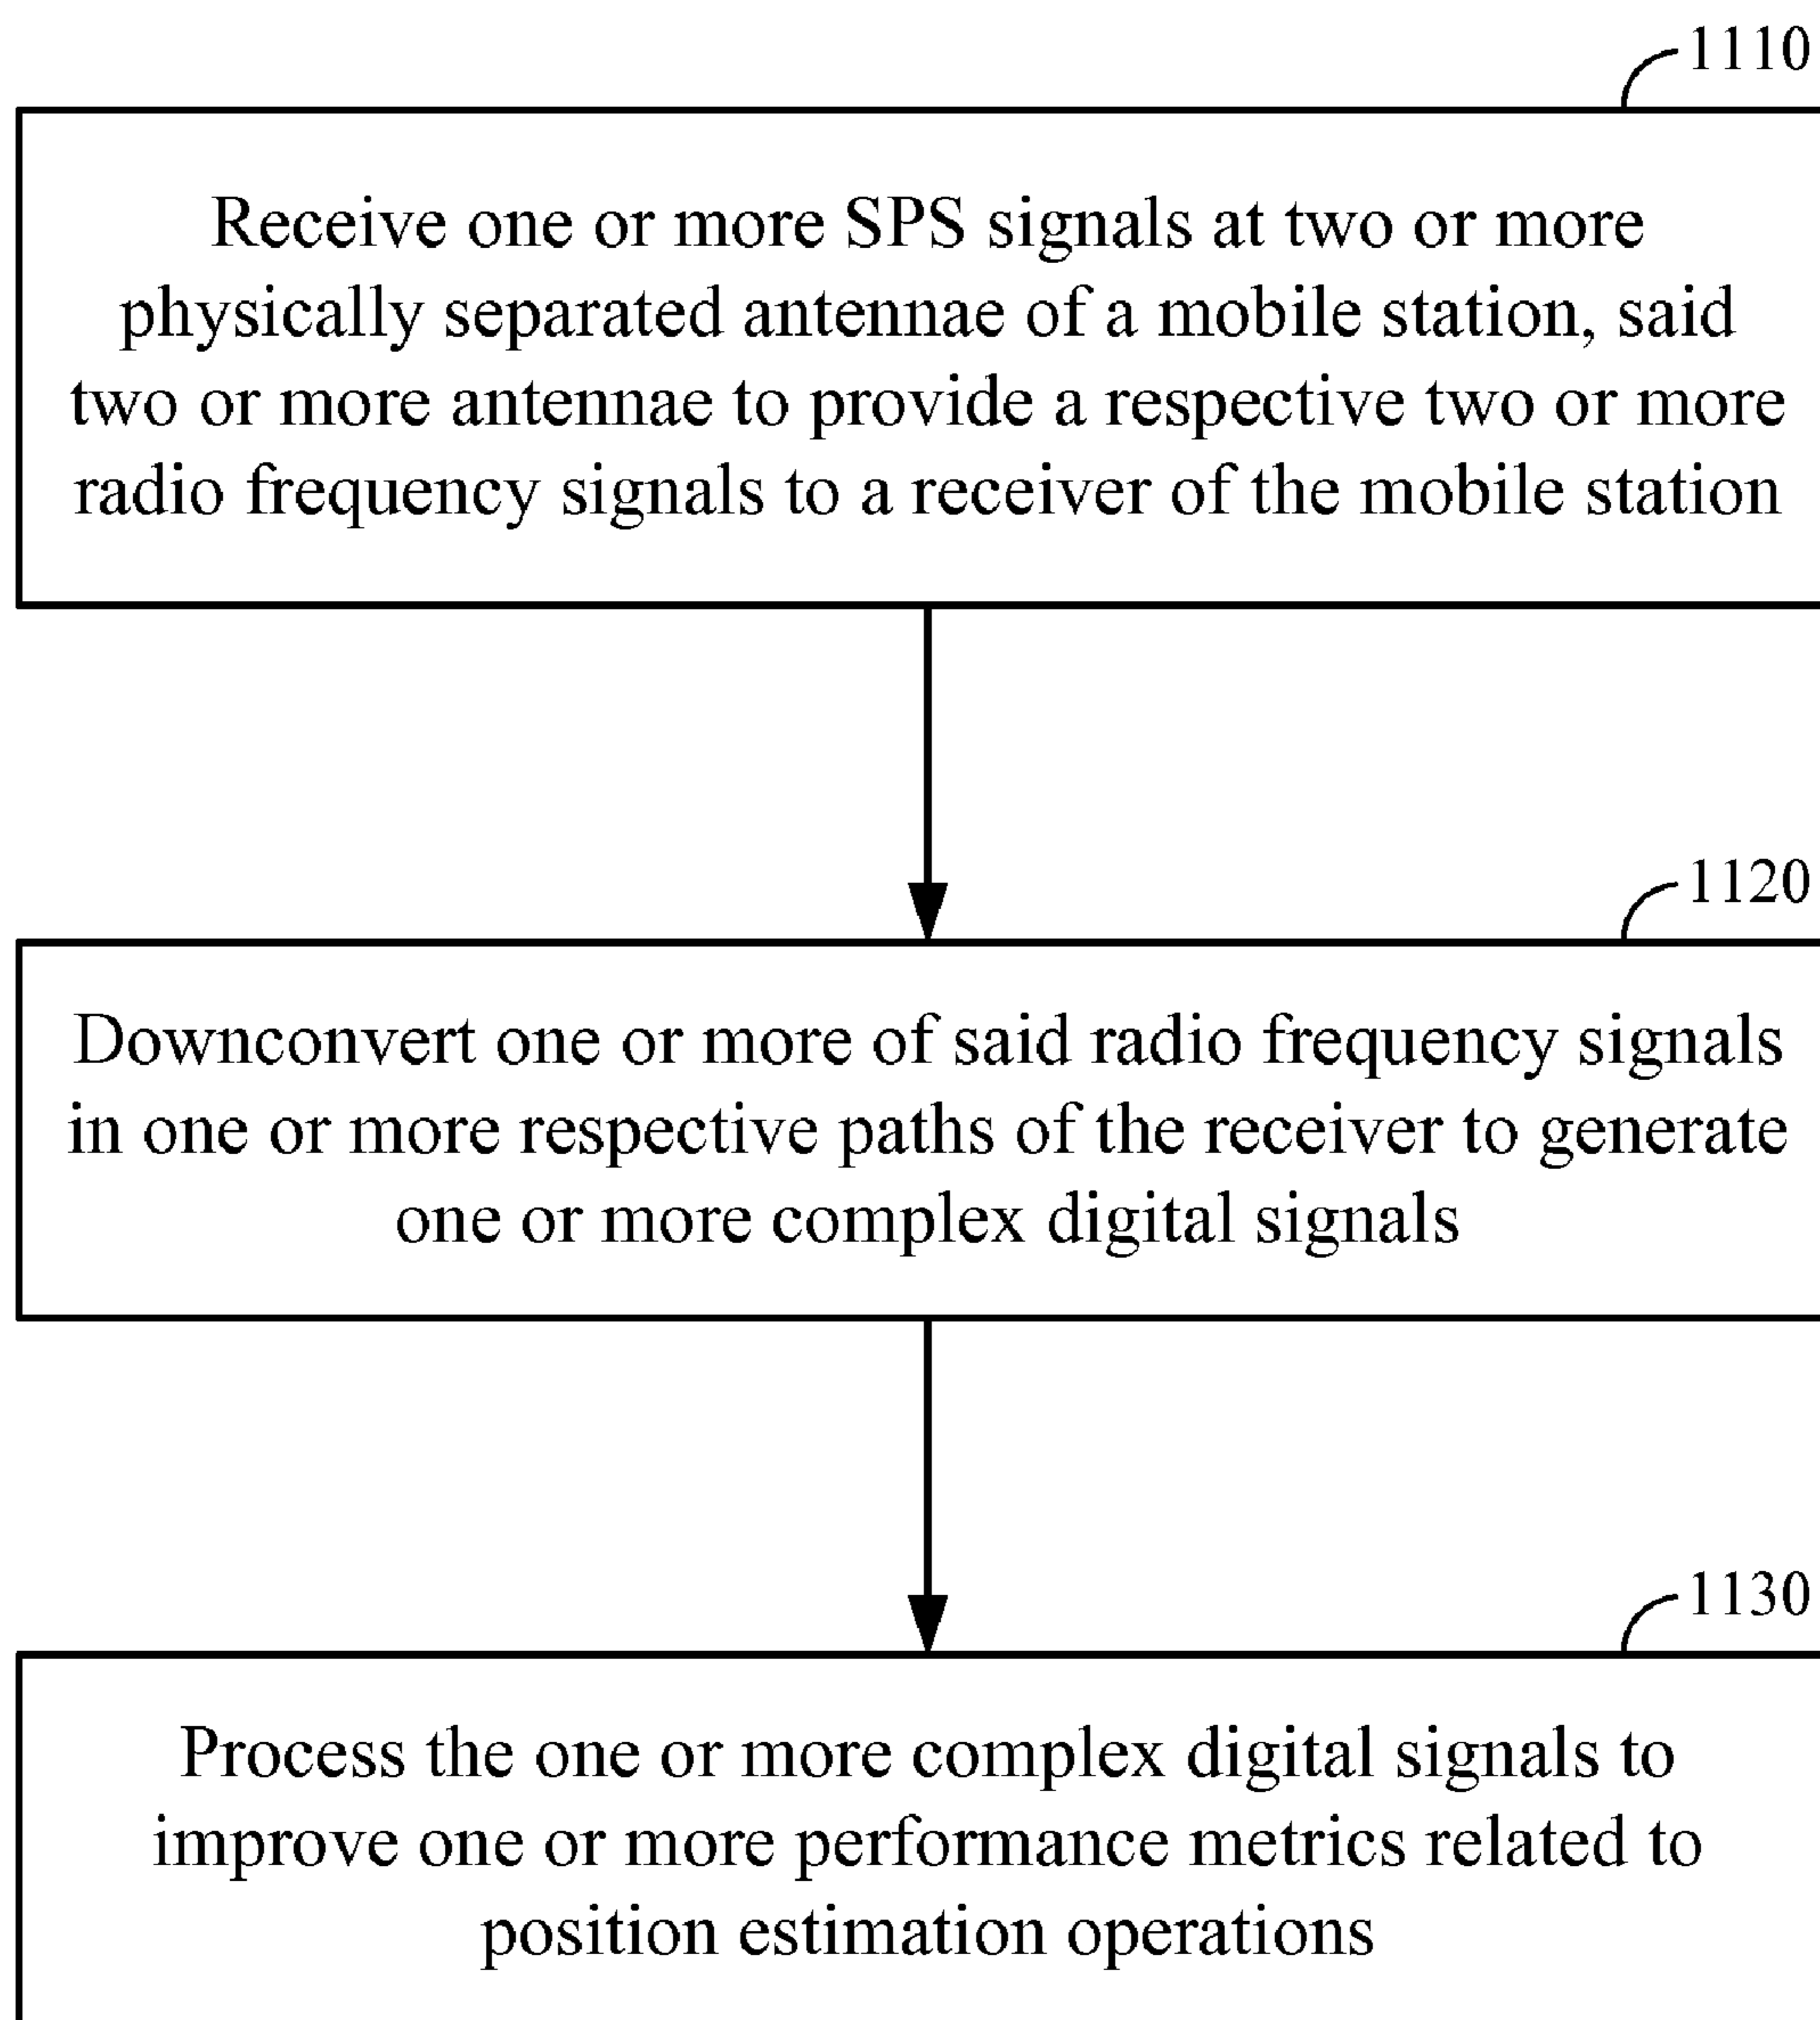 1110
Receive one or more SPS signals at two or more
physically separated antennae of a mobile station, said
two or more antennae to provide a respective two or more
radio frequency signals to a receiver of the mobile station
1120
Downconvert one or more of said radio frequency signals
in one or more respective paths of the receiver to generate
one or more complex digital signals
1130
Process the one or more complex digital signals to
improve one or more performance metrics related to
position estimation operations